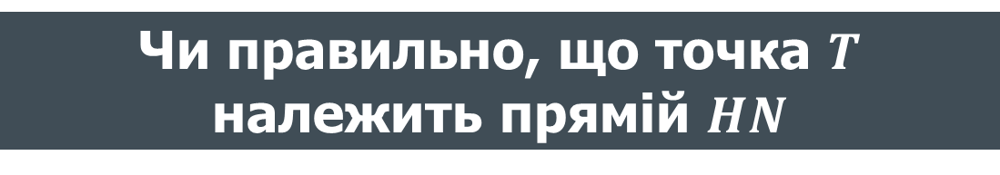 Чи правильно, що точка T
належить прямій HN